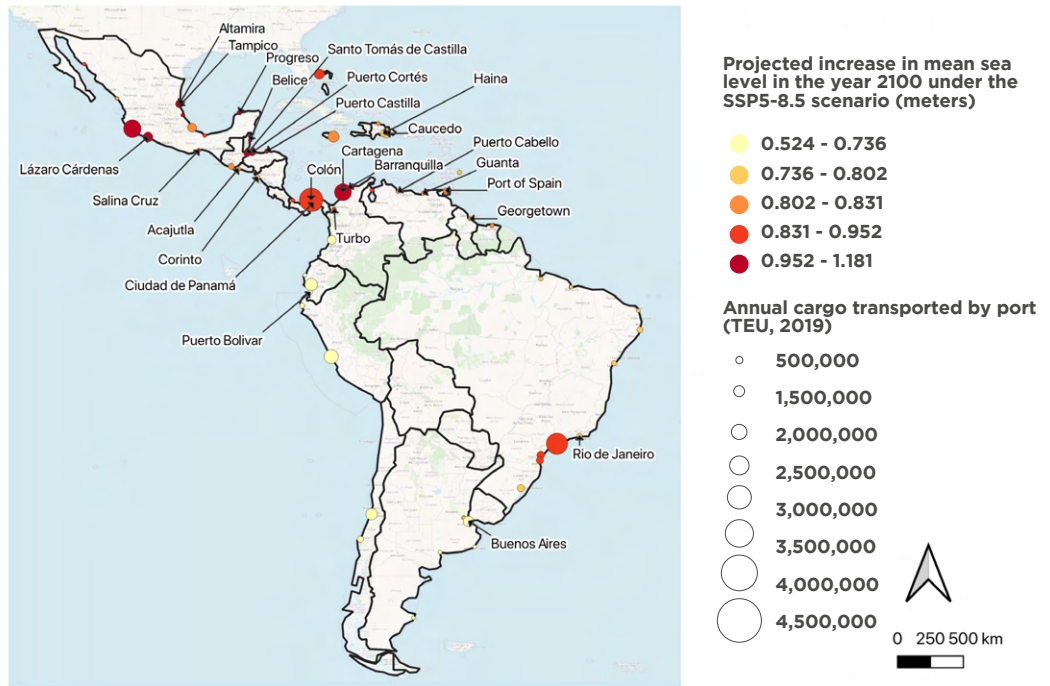 Altamira
Tampico
Progreso
Santo Tomás de Castilla
Belice
Puerto Cortés
Haina
Puerto Castilla
Caucedo
Puerto Cabello
Cartagena
Barranquilla
Guanta
Lázaro Cárdenas
Colón
Port of Spain
Salina Cruz
Georgetown
Acajutla
Turbo
Corinto
Ciudad de Panamá
Puerto Bolivar
Rio de Janeiro
Buenos Aires
Projected increase in mean sea
level in the year 2100 under the
SSP5-8.5 scenario (meters)
0.524 - 0.736
0.736 - 0.802
0.802 - 0.831
0.831 - 0.952
0.952 - 1.181
Annual cargo transported by port
(TEU, 2019)
500,000
1,500,000
2,000,000
2,500,000
3,000,000
3,500,000
4,000,000
4,500,000
0 250 500 km